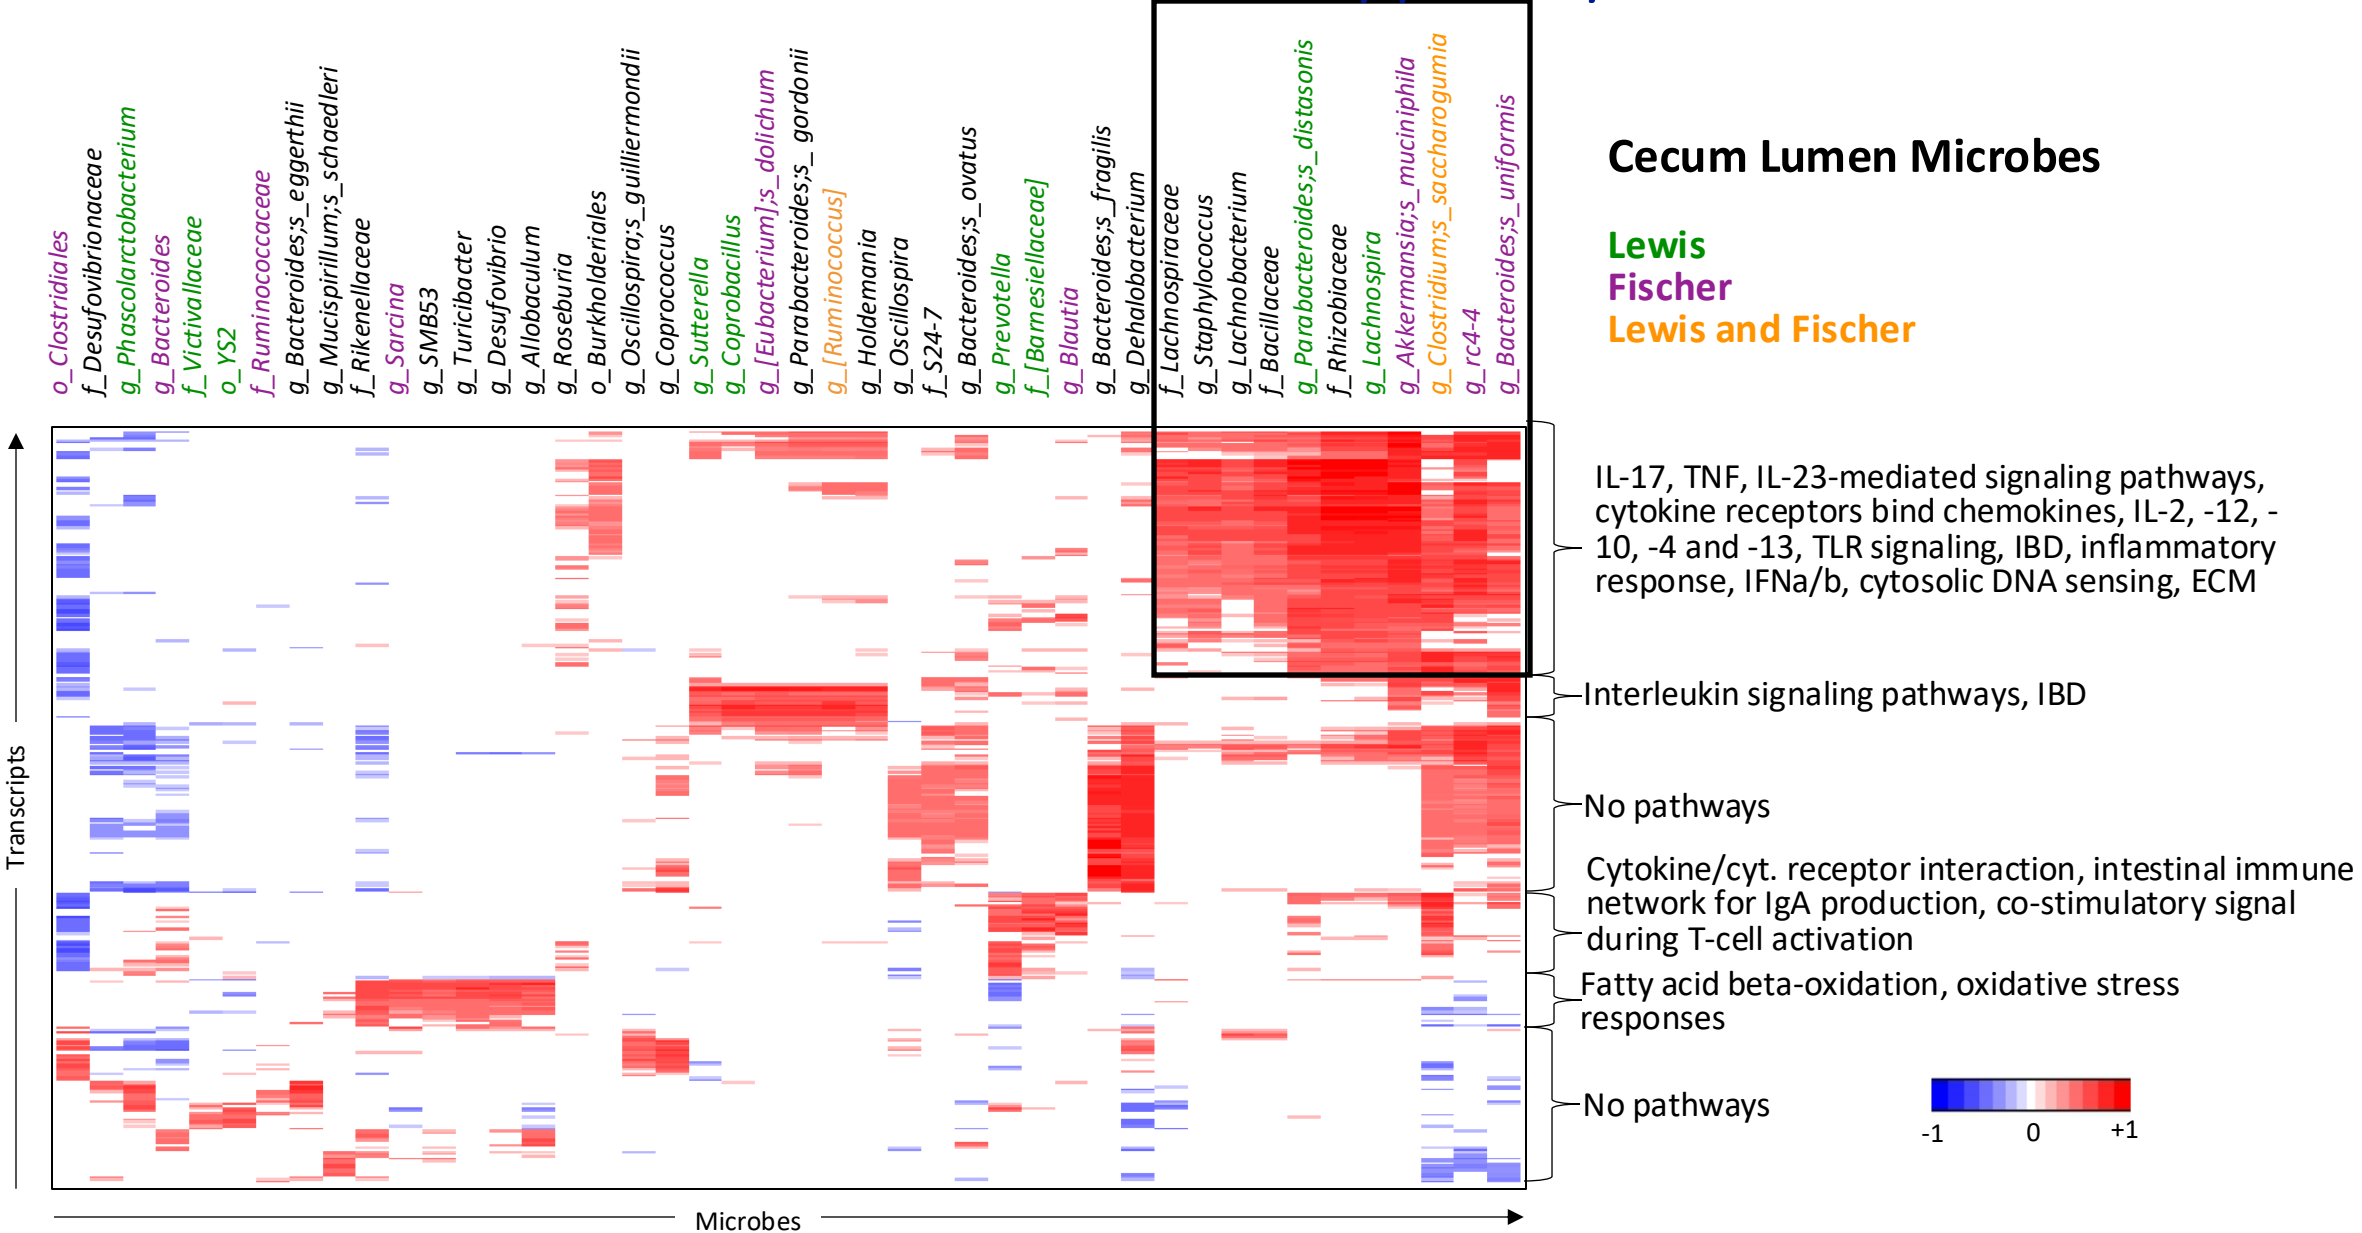 o_Clostridiales
f_Desufovibrionaceae
g_Phascolarctobacterium
g_Bacteroides
f_Victivallaceae
o_YS2
f_Ruminococcaceae
g_Bacteroides;s_eggerthii
g_Mucispirillum;s_schaedleri
f_Rikenellaceae
g_Sarcina
g_SMB53
g_Turicibacter
g_Desufovibrio
g_Allobaculum
g_Roseburia
o_Burkholderiales
g_Oscillospira;s_guilliermondii
g_Coprococcus
g_Sutterella
g_Coprobacillus
g_[Eubacterium];s_dolichum
g_Parabacteroides;s_ gordonii
g_[Ruminococcus]
g_Holdemania
g_Oscillospira
f_S24-7
g_Bacteroides;s_ovatus
g_Prevotella
f_[Barnesiellaceae]
g_Blautia
g_Bacteroides;s_fragilis
g_Dehalobacterium
f_Lachnospiraceae
g_Staphylococcus
g_Lachnobacterium
f_Bacillaceae
g_Parabacteroides;s_distasonis
f_Rhizobiaceae
g_Lachnospira
g_Akkermansia;s_muciniphila
g_Clostridium;s_saccharogumia
g_rc4-4
g_Bacteroides;s_uniformis
Cecum Lumen Microbes
Lewis
Fischer
Lewis and Fischer
IL-17, TNF, IL-23-mediated signaling pathways,
cytokine receptors bind chemokines, IL-2, -12, -
10, -4 and -13, TLR signaling, IBD, inflammatory
response, IFNa/b, cytosolic DNA sensing, ECM
Interleukin signaling pathways, IBD
No pathways
Cytokine/cyt. receptor interaction, intestinal immune
network for IgA production, co-stimulatory signal
during T-cell activation
Fatty acid beta-oxidation, oxidative stress
responses
No pathways
-1
0
+1
Transcripts
Microbes